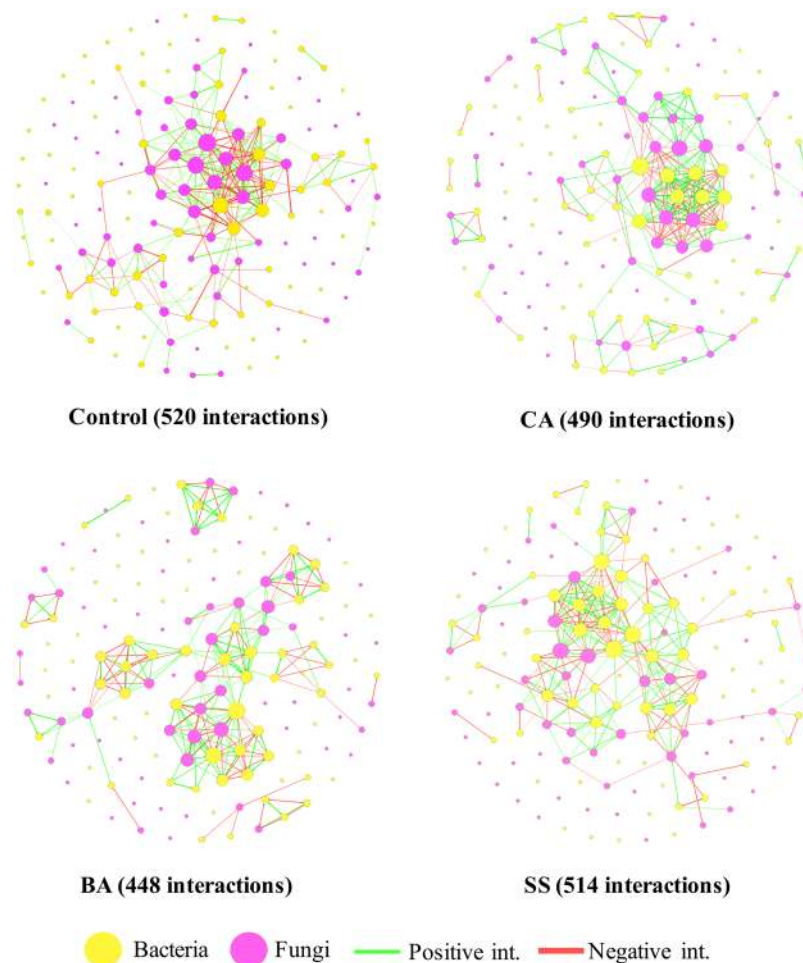 Control (520 interactions)
CA (490 interactions)
BA (448 interactions)
SS (514 interactions)
Bacteria Fungi Positive int. Negative int.